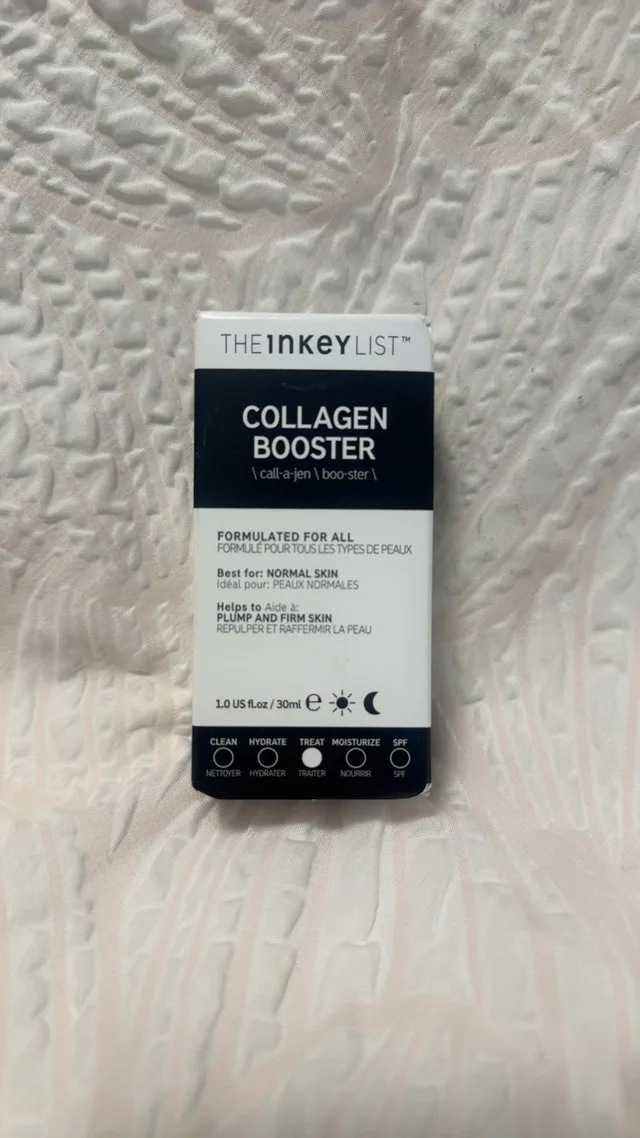 THE INKEY LIST™
COLLAGEN
BOOSTER
\ call-a-jen \ boo-ster \
FORMULATED FOR ALL
FORMULÉ POUR TOUS LES TYPES DE PEAUX
Best for: NORMAL SKIN
Idéal pour: PEAUX NORMALES
Helps to Aide à:
PLUMP AND FIRM SKIN
REPULPER ET RAFFERMIR LA PEAU
1.0 US fl.oz / 30ml ℮
CLEAN HYDRATE TREAT MOISTURIZE SPF
NETTOYER HYDRATER TRAITER NOURRIR SPF